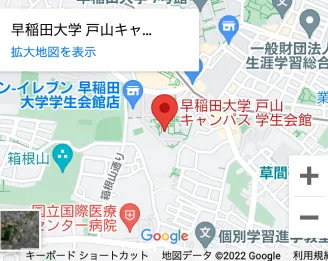 早稲田大学 戸山キャ...
拡大地図を表示
一般財団法
生涯学習総合
ン-イレブン 早稲田
大学学生会館店
早稲田大学 戸山
キャンパス 学生会館
箱根山
箱根山通り
草間
国立国際医療
センター病院
Google
個別学習進学教
キーボード ショートカット
地図データ ©2022 Google
利用規